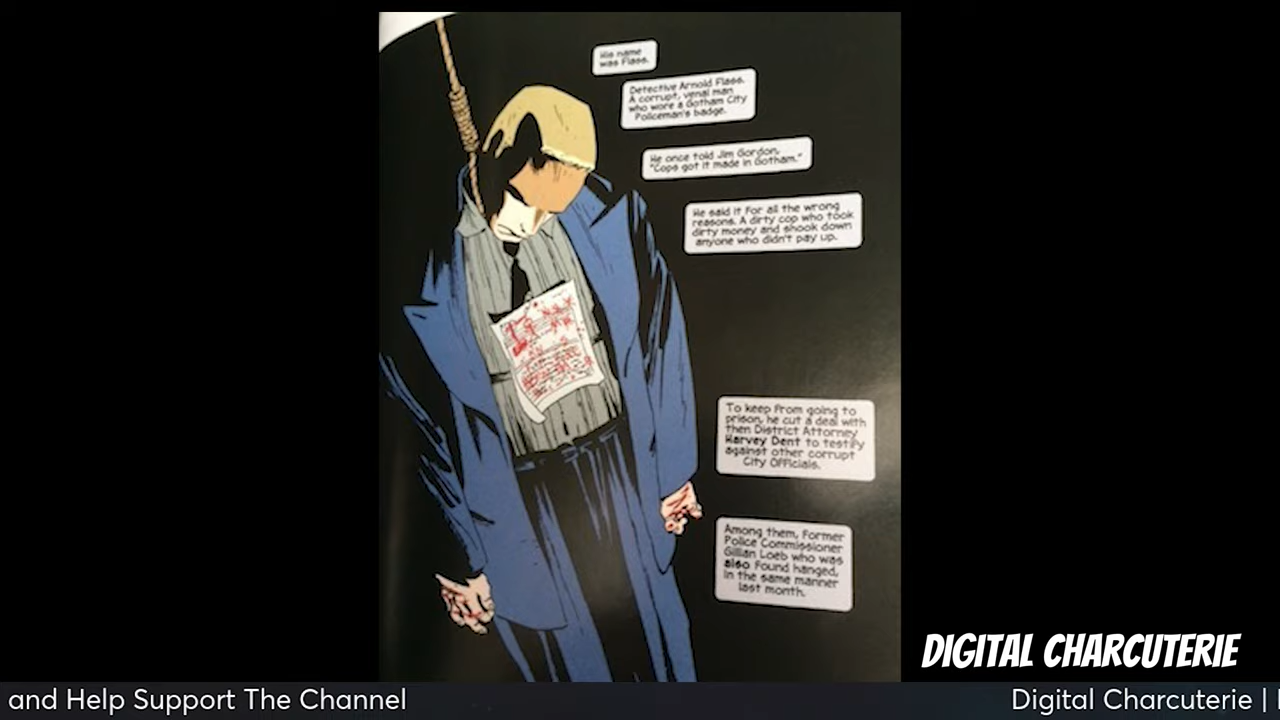 His name
was Flass.
Detective Arnold Flass.
A corrupt, venal man
who wore a Gotham City
Policeman's badge.
He once told Jim Gordon,
"Cops got it made in Gotham."
He said it for all the wrong
reasons. A dirty cop who took
dirty money and shook down
anyone who didn't pay up.
To keep from going to
prison, he cut a deal with
then District Attorney
Harvey Dent to testify
against other corrupt
City Officials.
Among them, former
Police Commissioner
Gillian Loeb who was
also found hanged,
in the same manner
last month.
DIGITAL CHARCUTERIE
and Help Support The Channel
Digital Charcuterie |